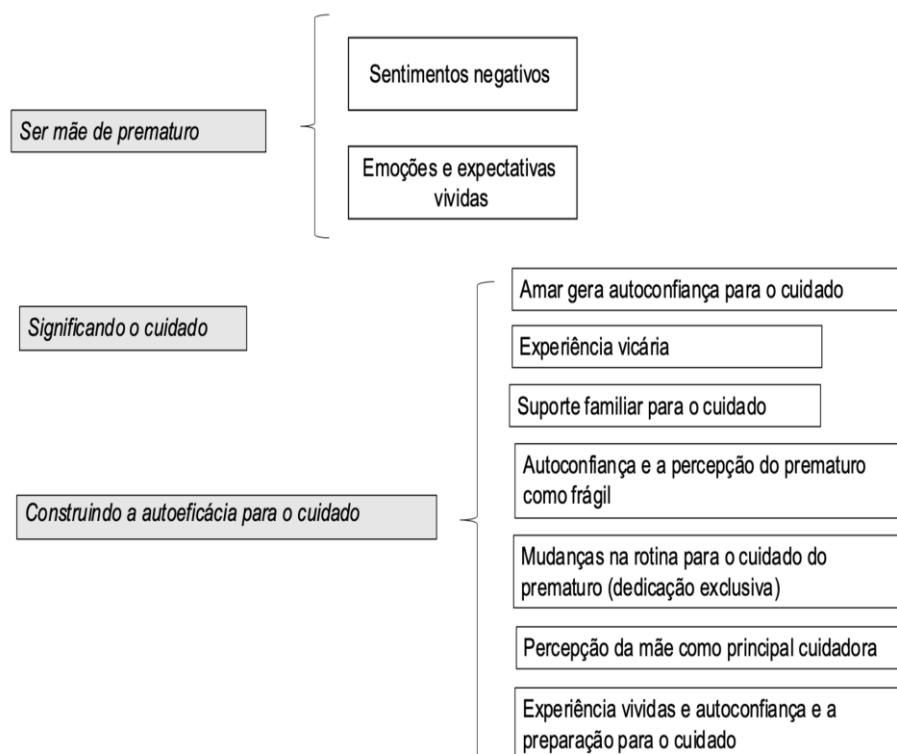 Ser mãe de prematuro
Sentimentos negativos
Emoções e expectativas
vividas
Significando o cuidado
Construindo a autoeficácia para o cuidado
Amar gera autoconfiança para o cuidado
Experiência vicária
Suporte familiar para o cuidado
Autoconfiança e a percepção do prematuro
como frágil
Mudanças na rotina para o cuidado do
prematuro (dedicação exclusiva)
Percepção da mãe como principal cuidadora
Experiência vividas e autoconfiança e a
preparação para o cuidado